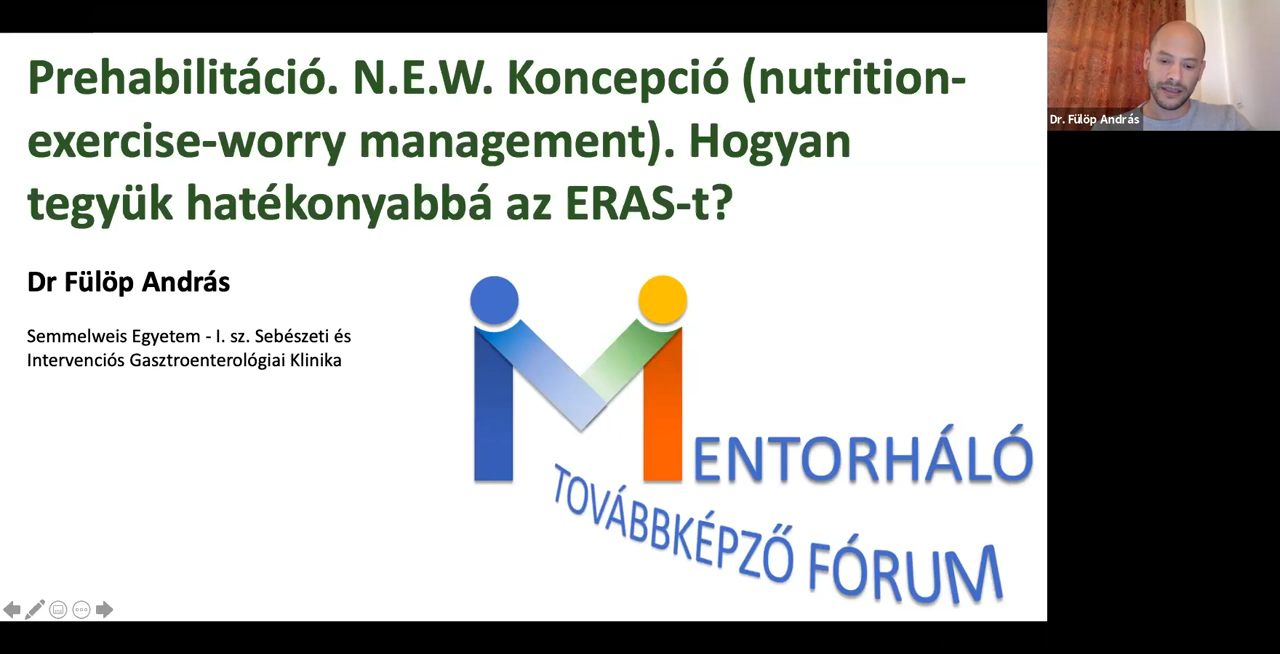 Prehabilitáció. N.E.W. Koncepció (nutrition-
exercise-worry management). Hogyan
tegyük hatékonyabbá az ERAS-t?
Dr Fülöp András
Semmelweis Egyetem - I. sz. Sebészeti és
Intervenciós Gasztroenterológiai Klinika
MENTORHÁLÓ
TOVÁBBKÉPZŐ FÓRUM
Dr. Fülöp András